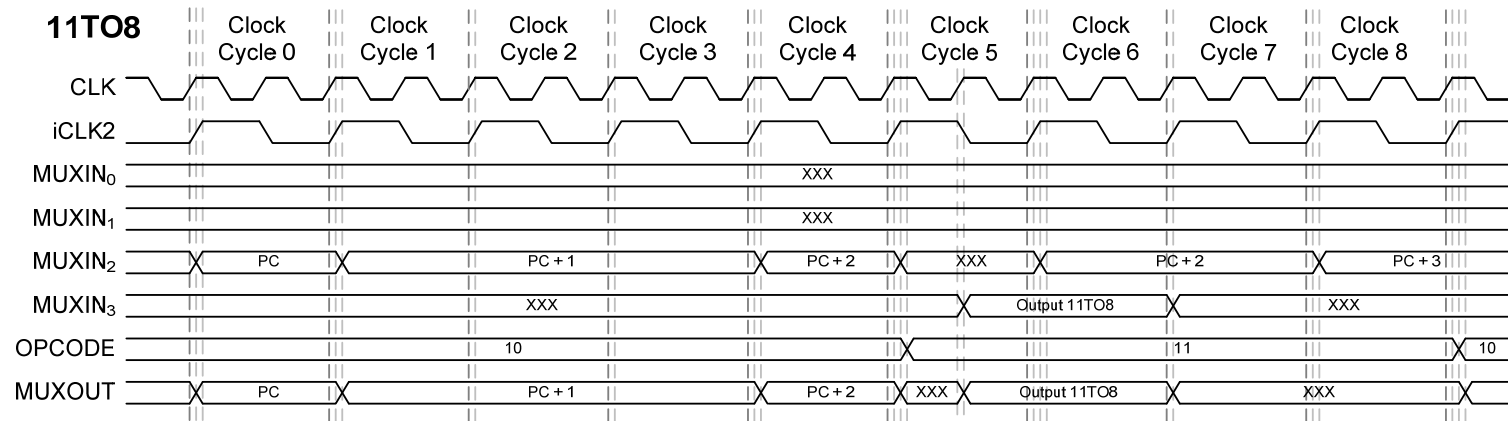 11TO8
Clock Cycle 0
Clock Cycle 1
Clock Cycle 2
Clock Cycle 3
Clock Cycle 4
Clock Cycle 5
Clock Cycle 6
Clock Cycle 7
Clock Cycle 8
CLK
iCLK2
MUXIN₀ XXX
MUXIN₁ XXX
MUXIN₂ PC PC + 1 PC + 2 XXX PC + 2 PC + 3
MUXIN₃ XXX Output 11TO8 XXX
OPCODE 10 11 10
MUXOUT PC PC + 1 PC + 2 XXX Output 11TO8 XXX